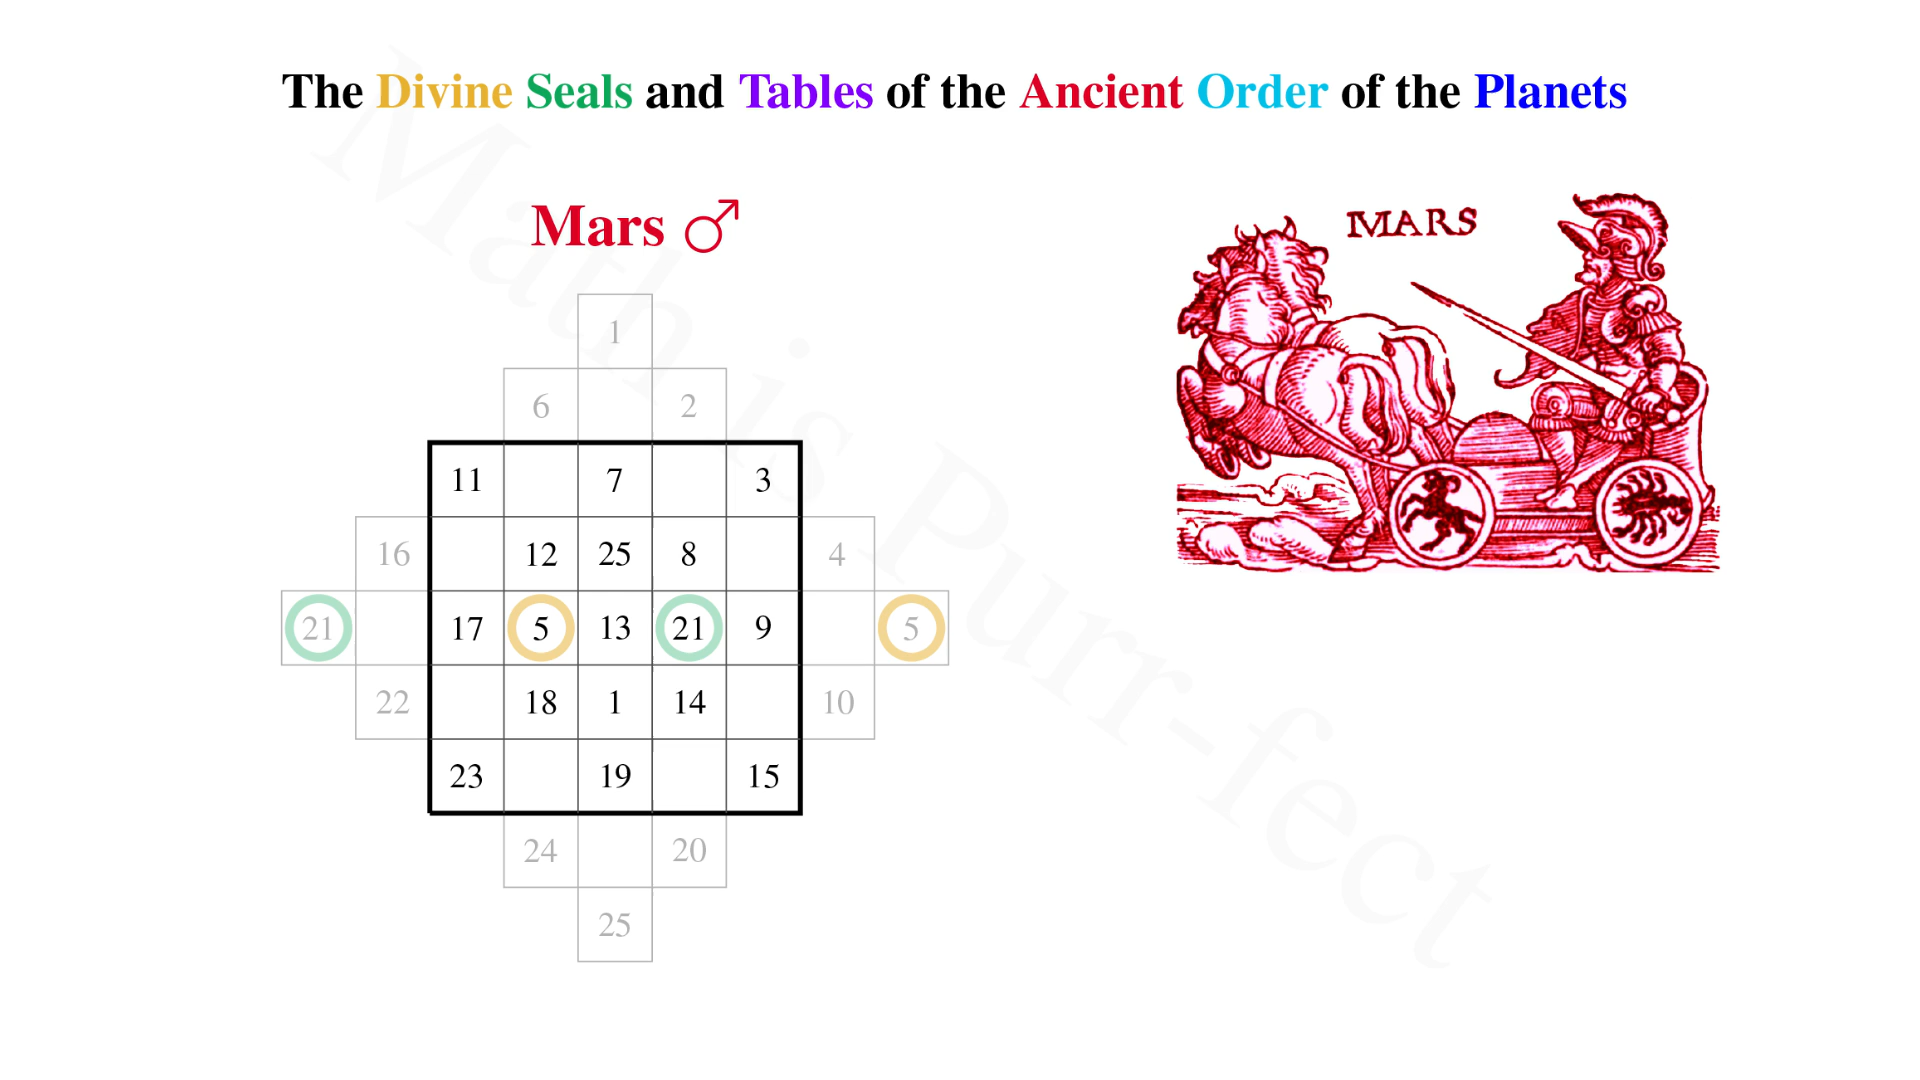 The Divine Seals and Tables of the Ancient Order of the Planets
Mars ♂
MARS
1
6 2
11 7 3
16 12 25 8 4
21 17 5 13 21 9 5
22 18 1 14 10
23 19 15
24 20
25
Math is Purr-fect